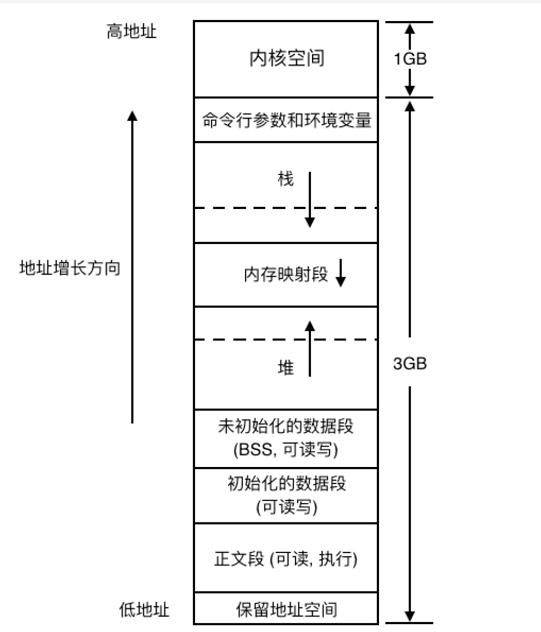 高地址
内核空间
1GB
命令行参数和环境变量
栈
地址增长方向
内存映射段
堆
3GB
未初始化的数据段
(BSS, 可读写)
初始化的数据段
(可读写)
正文段 (可读, 执行)
低地址
保留地址空间